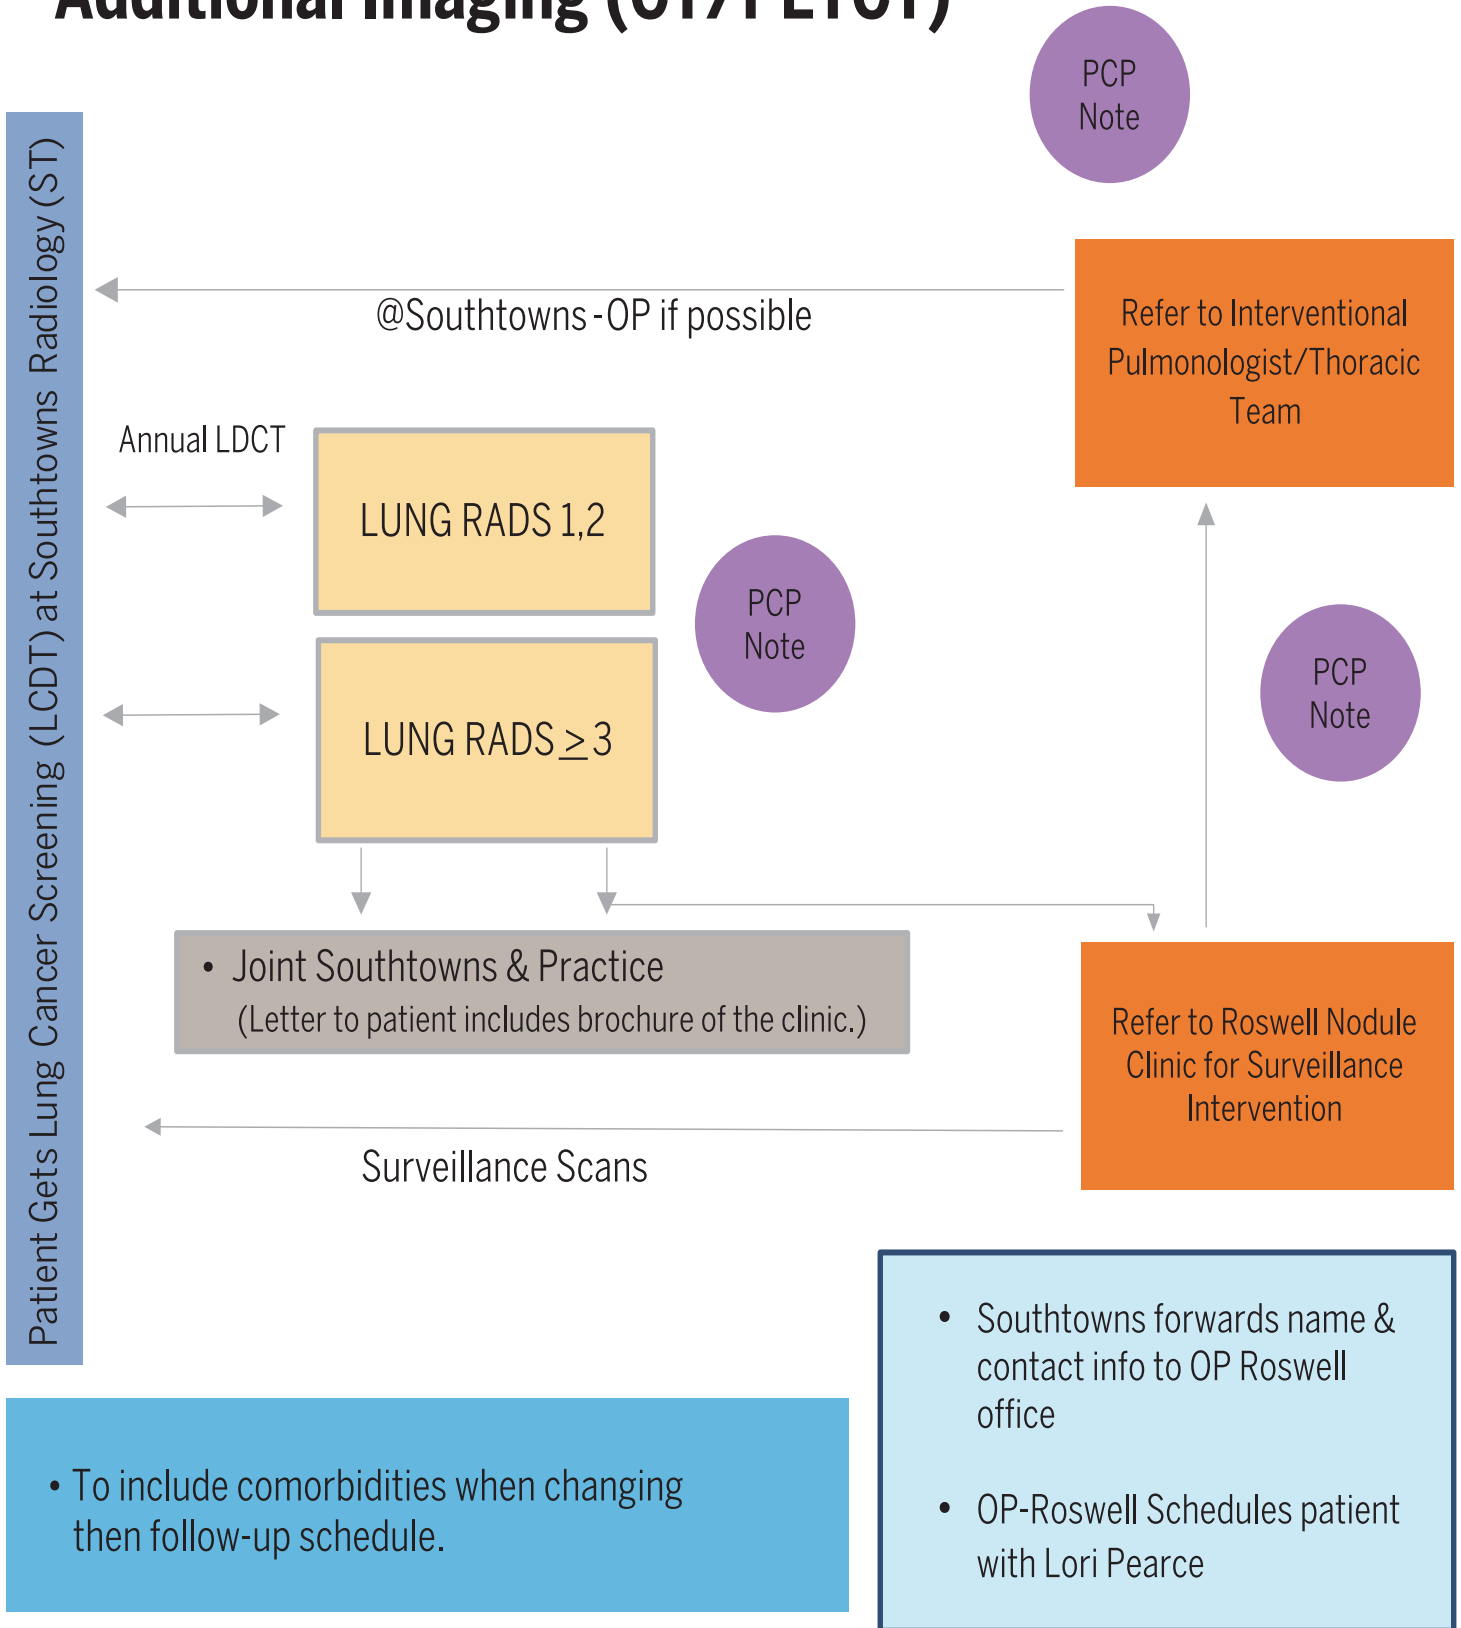 Additional Imaging (CT/PETCT)
PCP
Note
Patient Gets Lung Cancer Screening (LCDT) at Southtowns Radiology (ST)
@Southtowns-OP if possible
Refer to Interventional
Pulmonologist/Thoracic
Team
Annual LDCT
LUNG RADS 1,2
PCP
Note
LUNG RADS ≥ 3
PCP
Note
• Joint Southtowns & Practice
(Letter to patient includes brochure of the clinic.)
Refer to Roswell Nodule
Clinic for Surveillance
Intervention
Surveillance Scans
• Southtowns forwards name &
contact info to OP Roswell
office
• OP-Roswell Schedules patient
with Lori Pearce
• To include comorbidities when changing
then follow-up schedule.